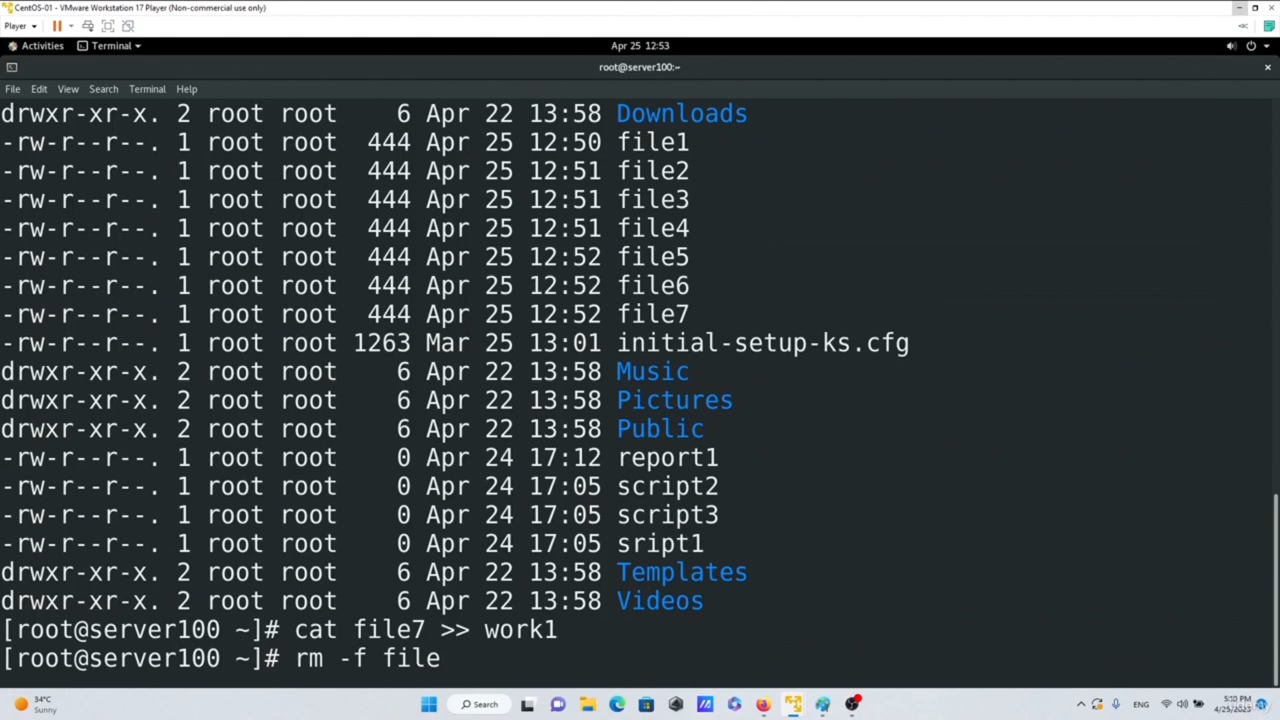 CentOS-01 - VMware Workstation 17 Player (Non-commercial use only)
Player
Activities Terminal Apr 25 12:53
root@server100:~
File Edit View Search Terminal Help
drwxr-xr-x. 2 root root 6 Apr 22 13:58 Downloads
-rw-r--r--. 1 root root 444 Apr 25 12:50 file1
-rw-r--r--. 1 root root 444 Apr 25 12:51 file2
-rw-r--r--. 1 root root 444 Apr 25 12:51 file3
-rw-r--r--. 1 root root 444 Apr 25 12:51 file4
-rw-r--r--. 1 root root 444 Apr 25 12:52 file5
-rw-r--r--. 1 root root 444 Apr 25 12:52 file6
-rw-r--r--. 1 root root 444 Apr 25 12:52 file7
-rw-r--r--. 1 root root 1263 Mar 25 13:01 initial-setup-ks.cfg
drwxr-xr-x. 2 root root 6 Apr 22 13:58 Music
drwxr-xr-x. 2 root root 6 Apr 22 13:58 Pictures
drwxr-xr-x. 2 root root 6 Apr 22 13:58 Public
-rw-r--r--. 1 root root 0 Apr 24 17:12 report1
-rw-r--r--. 1 root root 0 Apr 24 17:05 script2
-rw-r--r--. 1 root root 0 Apr 24 17:05 script3
-rw-r--r--. 1 root root 0 Apr 24 17:05 sript1
drwxr-xr-x. 2 root root 6 Apr 22 13:58 Templates
drwxr-xr-x. 2 root root 6 Apr 22 13:58 Videos
[root@server100 ~]# cat file7 >> work1
[root@server100 ~]# rm -f file
34°C
Sunny
Search
ENG
PM
4/25/2023